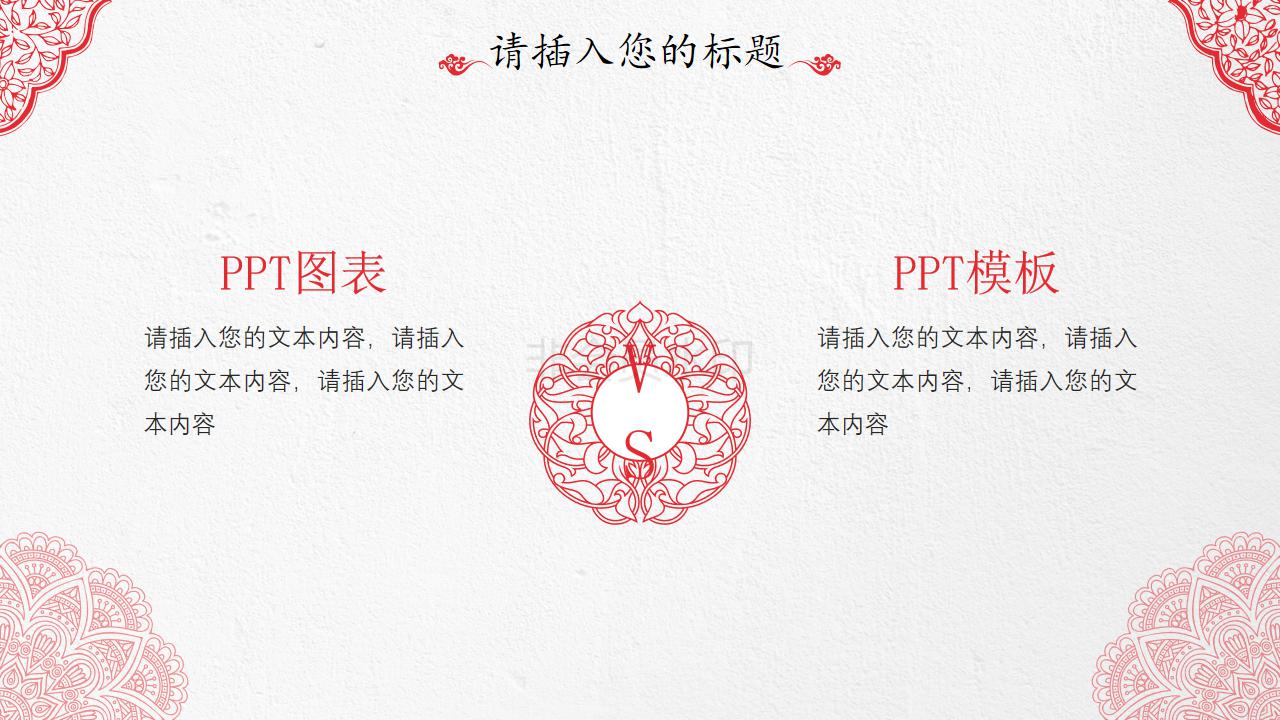 请插入您的标题
PPT图表
请插入您的文本内容，请插入
您的文本内容，请插入您的文
本内容
V
S
PPT模板
请插入您的文本内容，请插入
您的文本内容，请插入您的文
本内容